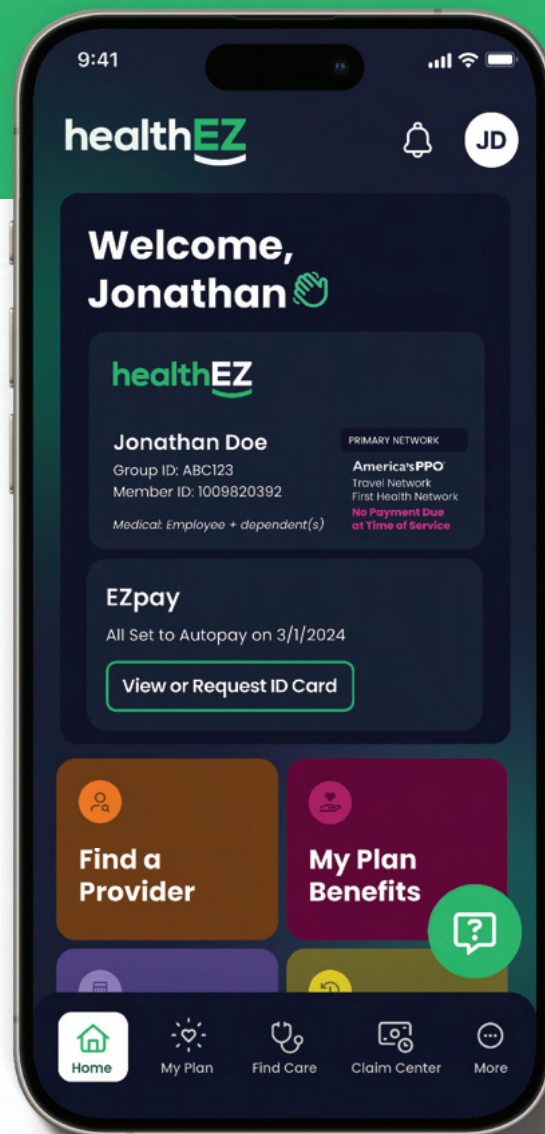 9:41
healthEZ
JD
Welcome,
Jonathan
healthEZ
Jonathan Doe
Group ID: ABC123
Member ID: 1009820392
Medical: Employee + dependent(s)
PRIMARY NETWORK
America'sPPO
Travel Network
First Health Network
No Payment Due
at Time of Service
EZpay
All Set to Autopay on 3/1/2024
View or Request ID Card
Find a
Provider
My Plan
Benefits
?
Home
My Plan
Find Care
Claim Center
More